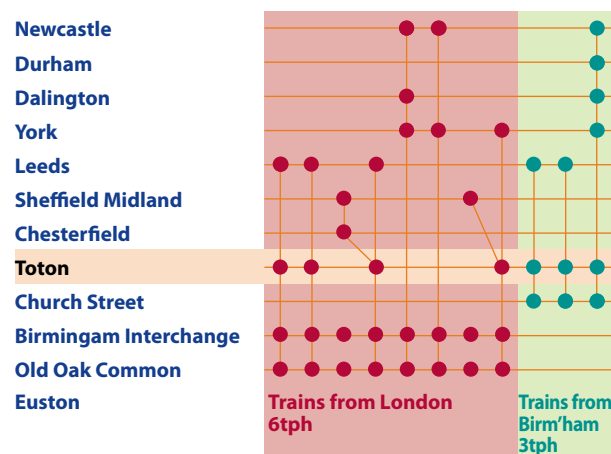 Newcastle
Durham
Dalington
York
Leeds
Sheffield Midland
Chesterfield
Toton
Church Street
Birmingam Interchange
Old Oak Common
Euston
Trains from London
6tph
Trains from
Birm'ham
3tph